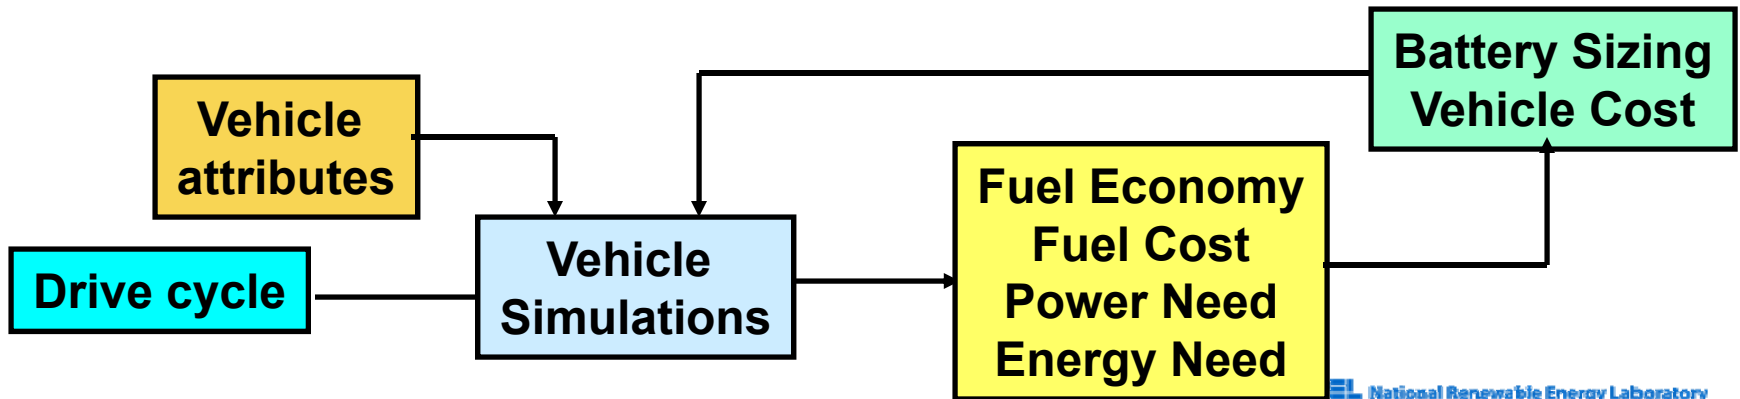 Battery Sizing
Vehicle Cost
Vehicle
attributes
Fuel Economy
Fuel Cost
Power Need
Energy Need
Vehicle
Simulations
Drive cycle
National Renewable Energy Laboratory